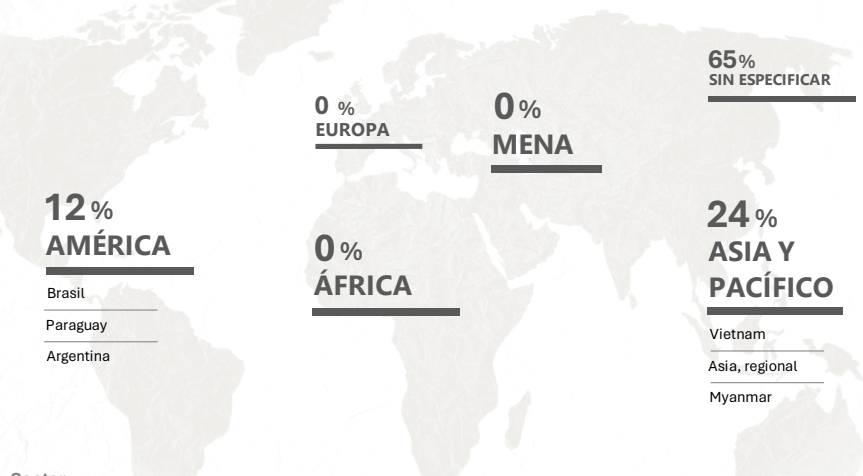 65%
SIN ESPECIFICAR
0 %
EUROPA
0%
MENA
12%
AMÉRICA
Brasil
Paraguay
Argentina
0%
ÁFRICA
24%
ASIA Y
PACÍFICO
Vietnam
Asia, regional
Myanmar